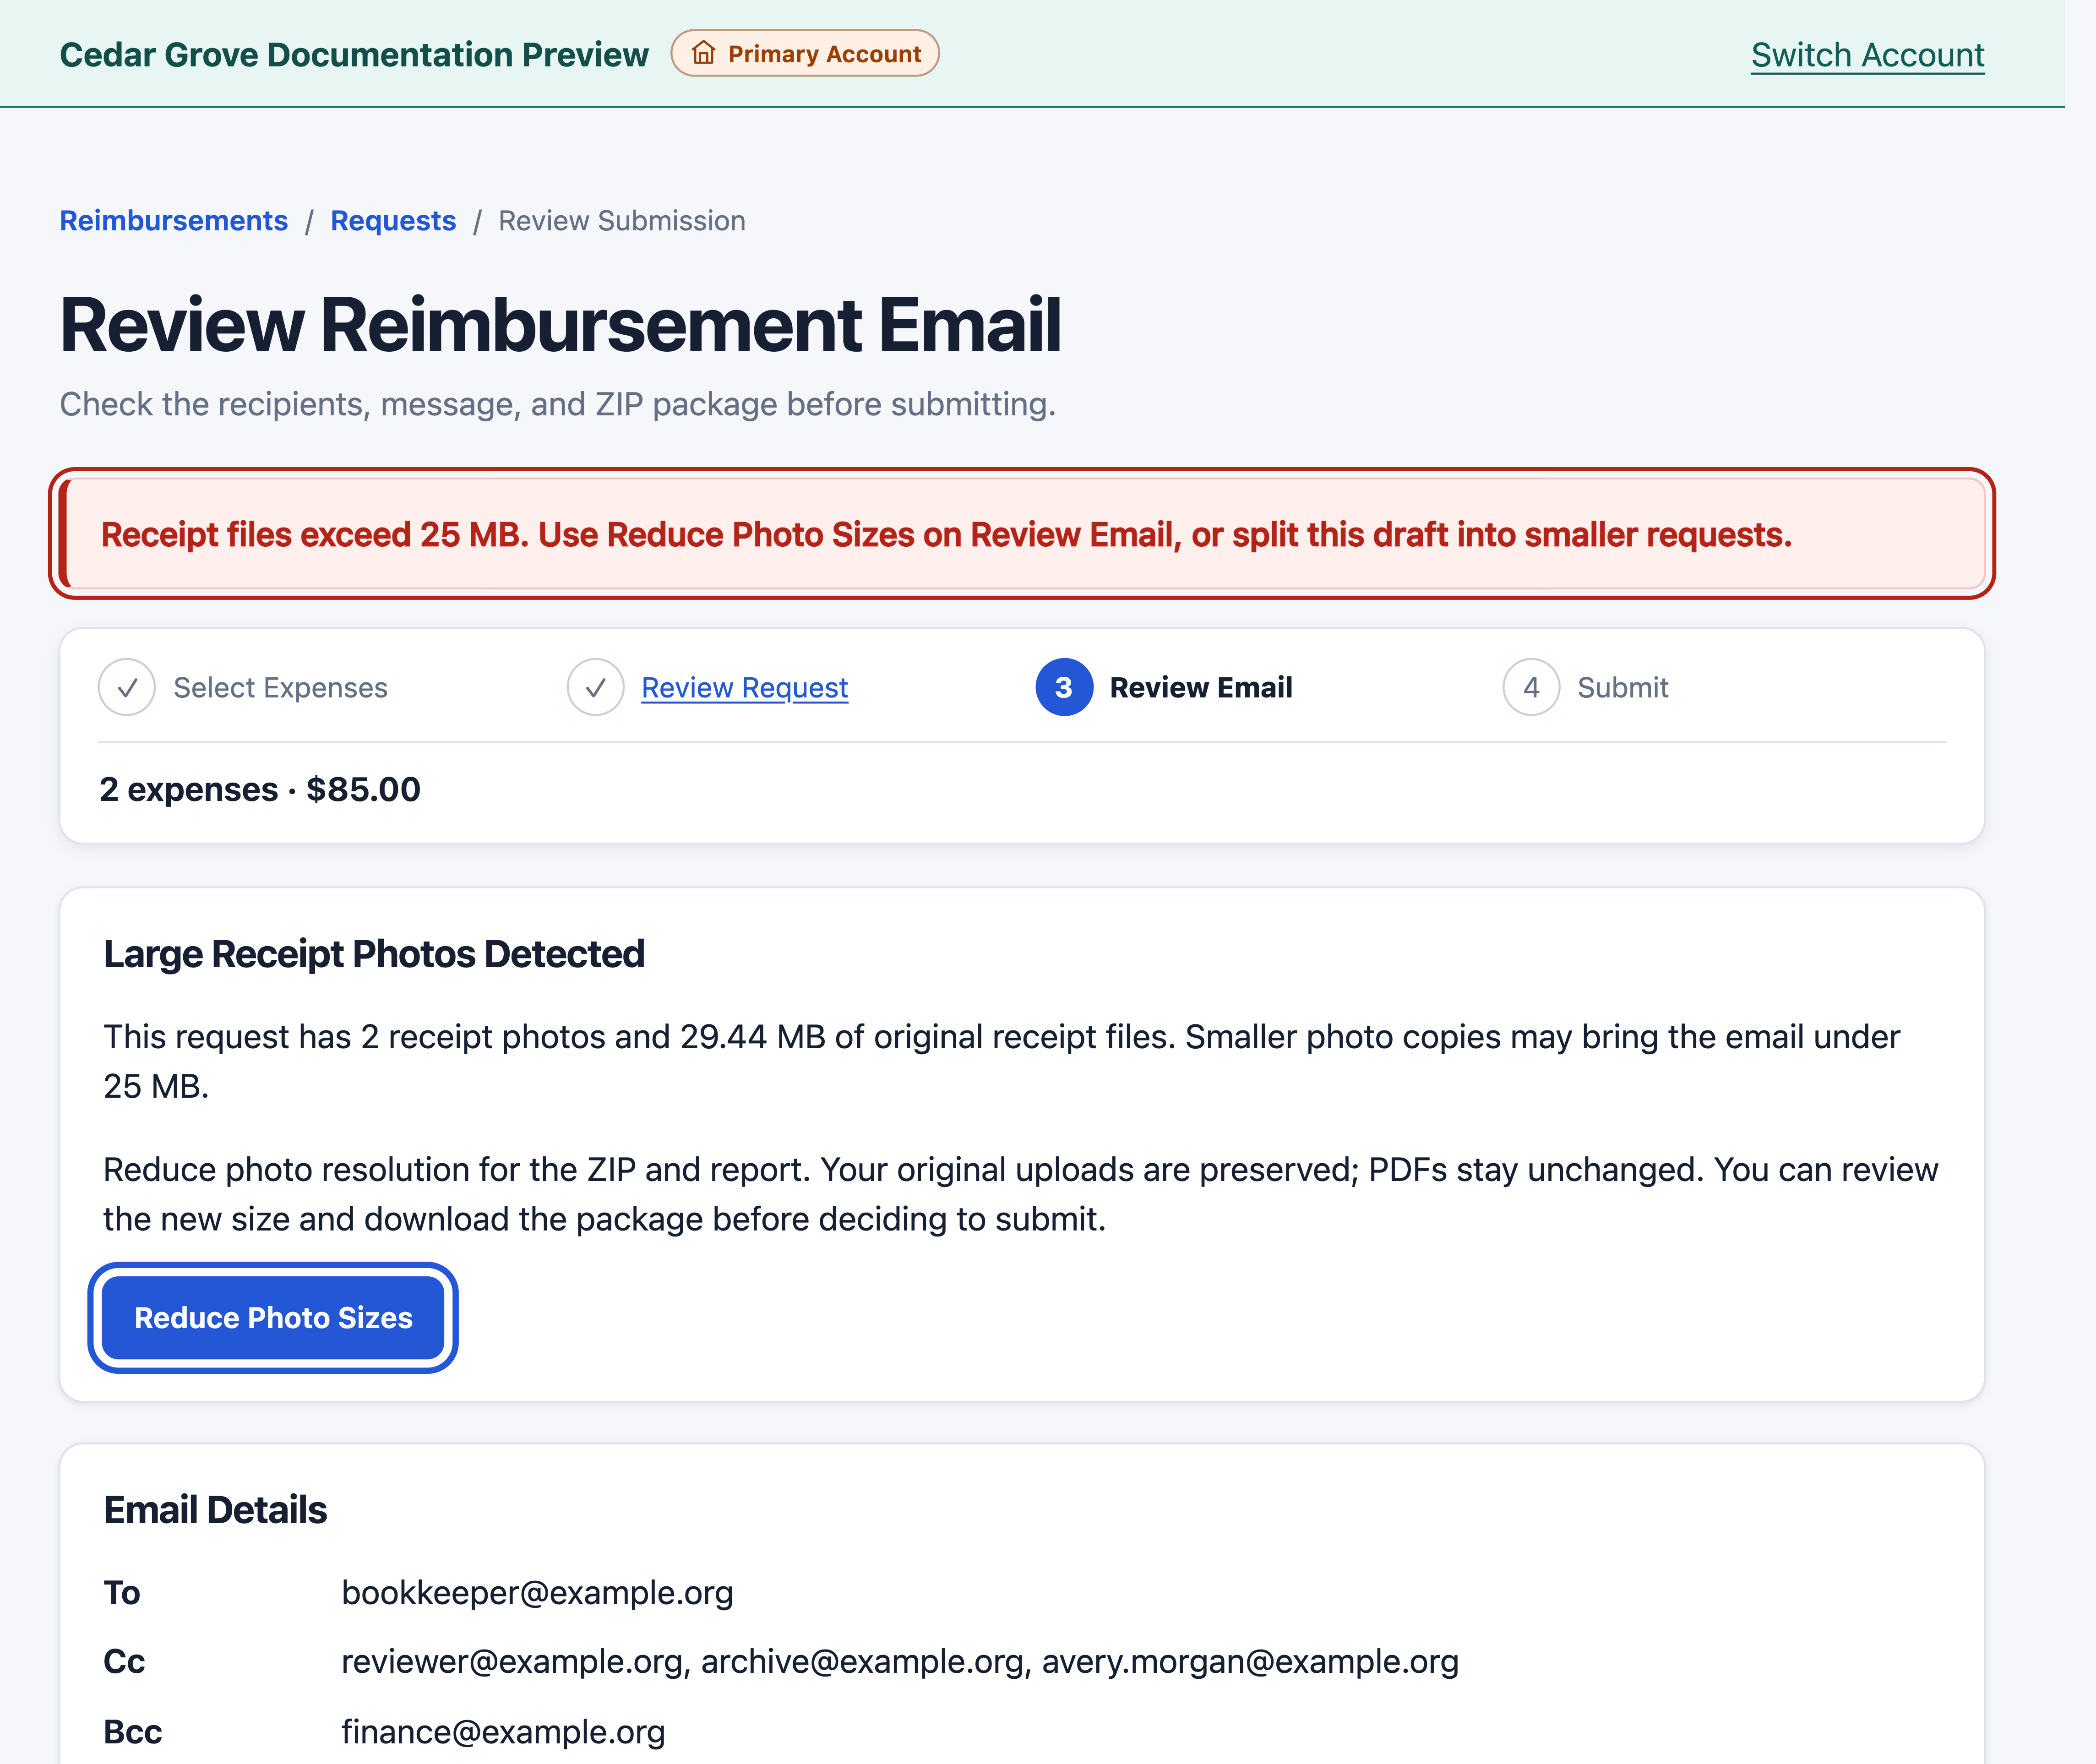 Cedar Grove Documentation Preview
Primary Account
Switch Account
Reimbursements / Requests / Review Submission
Review Reimbursement Email
Check the recipients, message, and ZIP package before submitting.
Receipt files exceed 25 MB. Use Reduce Photo Sizes on Review Email, or split this draft into smaller requests.
Select Expenses
Review Request
3 Review Email
4 Submit
2 expenses · $85.00
Large Receipt Photos Detected
This request has 2 receipt photos and 29.44 MB of original receipt files. Smaller photo copies may bring the email under
25 MB.
Reduce photo resolution for the ZIP and report. Your original uploads are preserved; PDFs stay unchanged. You can review
the new size and download the package before deciding to submit.
Reduce Photo Sizes
Email Details
To bookkeeper@example.org
Cc reviewer@example.org, archive@example.org, avery.morgan@example.org
Bcc finance@example.org